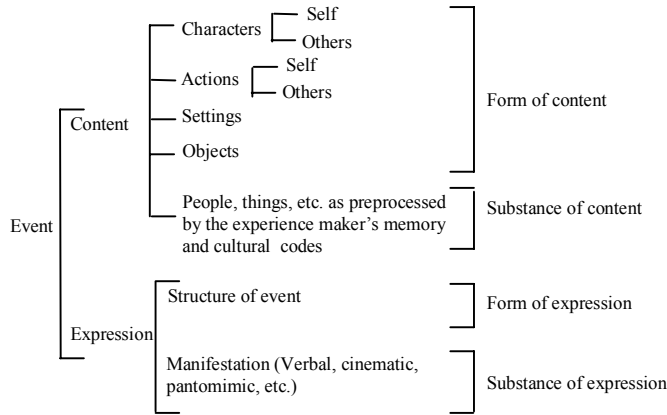 Characters
Self
Others
Actions
Self
Others
Settings
Objects
Content
People, things, etc. as preprocessed
by the experience maker's memory
and cultural codes
Form of content
Substance of content
Event
Expression
Structure of event
Form of expression
Manifestation (Verbal, cinematic,
pantomimic, etc.)
Substance of expression